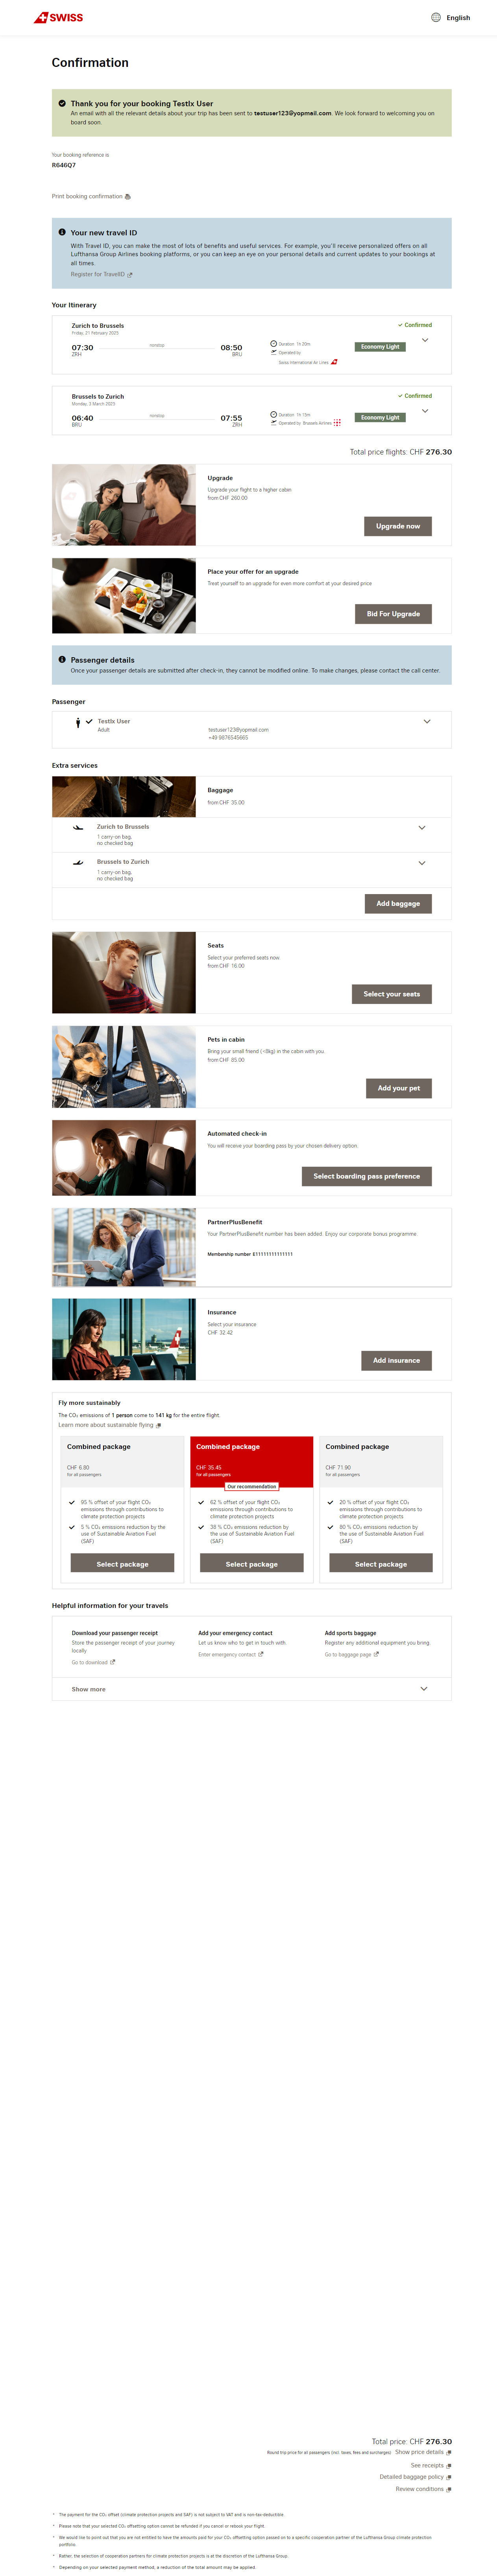 SWISS
English
Confirmation
Thank you for your booking TestIx User
An email with all the relevant details about your trip has been sent to testuser123@yopmail.com. We look forward to welcoming you on
board soon.
Your booking reference is
R646Q7
Print booking confirmation
Your new travel ID
With Travel ID, you can make the most of lots of benefits and useful services. For example, you'll receive personalized offers on all
Lufthansa Group Airlines booking platforms, or you can keep an eye on your personal details and current updates to your bookings at
all times.
Register for TravelID
Your Itinerary
Zurich to Brussels
Confirmed
Friday, 21 February 2025
07:30
nonstop
08:50
Duration 1h 20m
Economy Light
ZRH
BRU
Operated by
Swiss International Air Lines
Brussels to Zurich
Confirmed
Monday, 3 March 2025
06:40
nonstop
07:55
Duration 1h 15m
Economy Light
BRU
ZRH
Operated by Brussels Airlines
Total price flights: CHF 276.30
Upgrade
Upgrade your flight to a higher cabin
from CHF 260.00
Upgrade now
Place your offer for an upgrade
Treat yourself to an upgrade for even more comfort at your desired price
Bid For Upgrade
Passenger details
Once your passenger details are submitted after check-in, they cannot be modified online. To make changes, please contact the call center.
Passenger
TestIx User
Adult
testuser123@yopmail.com
+49 9876545665
Extra services
Baggage
from CHF 35.00
Zurich to Brussels
1 carry-on bag,
no checked bag
Brussels to Zurich
1 carry-on bag,
no checked bag
Add baggage
Seats
Select your preferred seats now
from CHF 16.00
Select your seats
Pets in cabin
Bring your small friend (<8kg) in the cabin with you
from CHF 85.00
Add your pet
Automated check-in
You will receive your boarding pass by your chosen delivery option.
Select boarding pass preference
PartnerPlusBenefit
Your PartnerPlusBenefit number has been added. Enjoy our corporate bonus programme.
Membership number
Insurance
Select your insurance
CHF 32.42
Add insurance
Fly more sustainably
The CO₂ emissions of 1 person come to 141 kg for the entire flight.
Learn more about sustainable flying
Combined package
CHF 6.80
for all passengers
95 % offset of your flight CO₂
emissions through contributions to
climate protection projects
5 % CO₂ emissions reduction by the
use of Sustainable Aviation Fuel
(SAF)
Select package
Combined package
CHF 35.45
for all passengers
Our recommendation
62 % offset of your flight CO₂
emissions through contributions to
climate protection projects
38 % CO₂ emissions reduction by
the use of Sustainable Aviation Fuel
(SAF)
Select package
Combined package
CHF 71.90
for all passengers
20 % offset of your flight CO₂
emissions through contributions to
climate protection projects
80 % CO₂ emissions reduction by
the use of Sustainable Aviation Fuel
(SAF)
Select package
Helpful information for your travels
Download your passenger receipt
Store the passenger receipt of your journey
locally
Go to download
Add your emergency contact
Let us know who to get in touch with.
Enter emergency contact
Add sports baggage
Register any additional equipment you bring.
Go to baggage page
Show more
Total price: CHF 276.30
Round trip price for all passengers (incl. taxes, fees and surcharges) Show price details
See receipts
Detailed baggage policy
Review conditions
* The payment for the CO₂ offset (climate protection projects and SAF) is not subject to VAT and is non-tax-deductible.
* Please note that your selected CO₂ offsetting option cannot be refunded if you cancel or rebook your flight.
* We would like to point out that you are not entitled to have the amounts paid for your CO₂ offsetting option passed on to a specific cooperation partner of the Lufthansa Group climate protection
portfolio.
* Rather, the selection of cooperation partners for climate protection projects is at the discretion of the Lufthansa Group.
* Depending on your selected payment method, a reduction of the total amount may be applied.